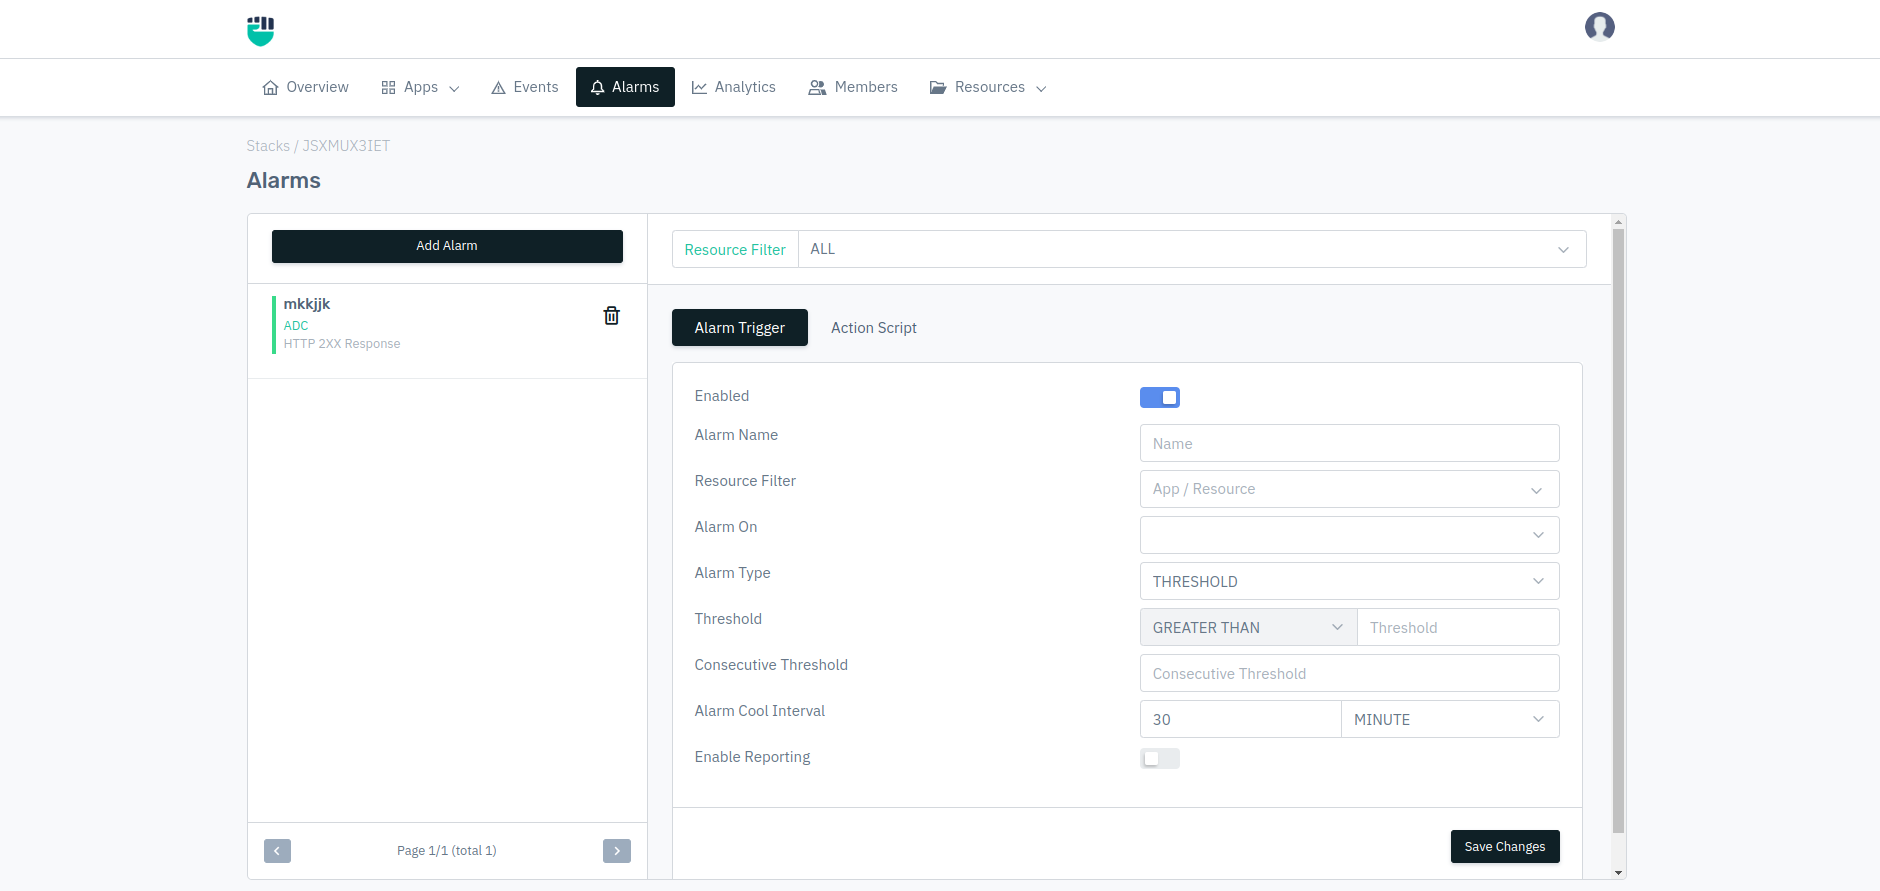 Overview Apps Events Alarms Analytics Members Resources
Stacks / JSXMUX3IET
Alarms
Add Alarm
mkkjjk
ADC
HTTP 2XX Response
Page 1/1 (total 1)
Resource Filter ALL
Alarm Trigger Action Script
Enabled
Alarm Name Name
Resource Filter App / Resource
Alarm On
Alarm Type THRESHOLD
Threshold GREATER THAN Threshold
Consecutive Threshold Consecutive Threshold
Alarm Cool Interval 30 MINUTE
Enable Reporting
Save Changes